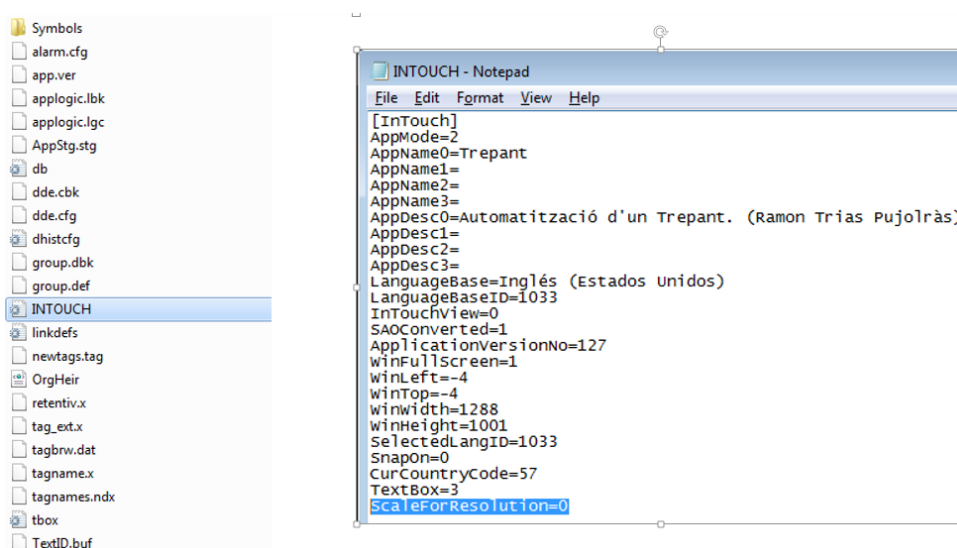 Symbols
alarm.cfg
app.ver
applogic.lbk
applogic.lgc
AppStg.stg
db
dde.cbk
dde.cfg
dhistcfg
group.dbk
group.def
INTOUCH
linkdefs
newtags.tag
OrgHeir
retentiv.x
tag_ext.x
tagbrw.dat
tagname.x
tagnames.ndx
tbox
TextID.buf
INTOUCH - Notepad
File Edit Format View Help
[InTouch]
AppMode=2
AppName0=Trepant
AppName1=
AppName2=
AppName3=
AppDesc0=Automatització d'un Trepant. (Ramon Trias Pujolràs)
AppDesc1=
AppDesc2=
AppDesc3=
LanguageBase=Inglés (Estados Unidos)
LanguageBaseID=1033
InTouchView=0
SAOConverted=1
ApplicationVersionNo=127
WinFullScreen=1
WinLeft=-4
WinTop=-4
WinWidth=1288
WinHeight=1001
SelectedLangID=1033
SnapOn=0
CurCountryCode=57
TextBox=3
ScaleForResolution=0